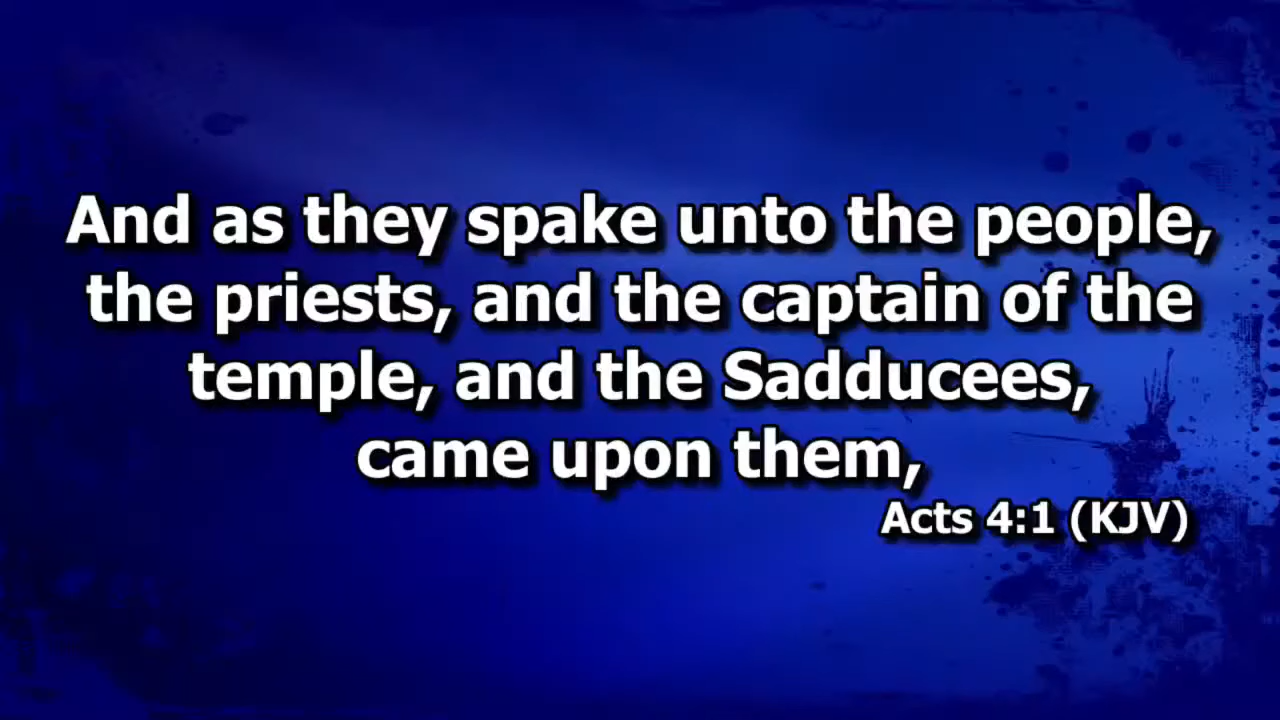 And as they spake unto the people,
the priests, and the captain of the
temple, and the Sadducees,
came upon them,
Acts 4:1 (KJV)